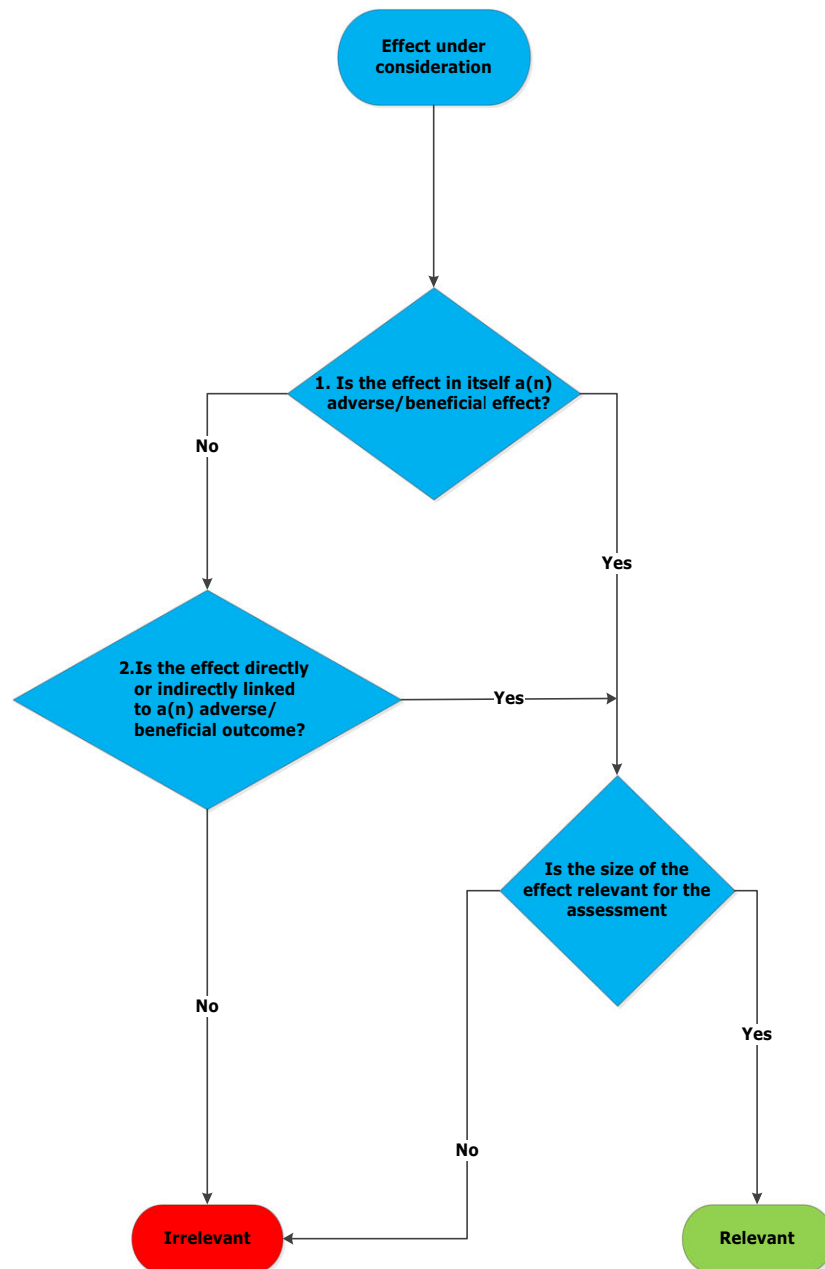 Effect under
consideration
1. Is the effect in itself a(n)
adverse/beneficial effect?
No
Yes
2.Is the effect directly
or indirectly linked
to a(n) adverse/
beneficial outcome?
Yes
Is the size of the
effect relevant for the
assessment
No
Yes
No
Irrelevant
Relevant